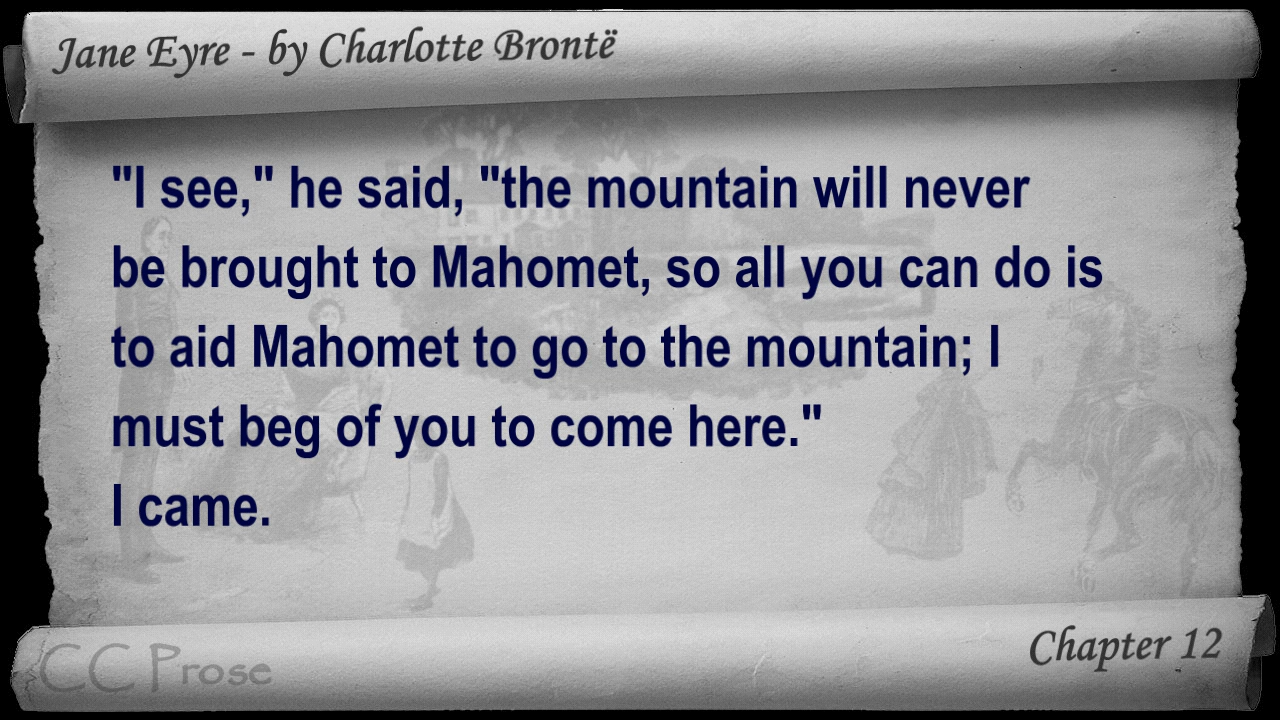 Jane Eyre - by Charlotte Brontë
"I see," he said, "the mountain will never
be brought to Mahomet, so all you can do is
to aid Mahomet to go to the mountain; I
must beg of you to come here."
I came.
Chapter 12
CC Prose